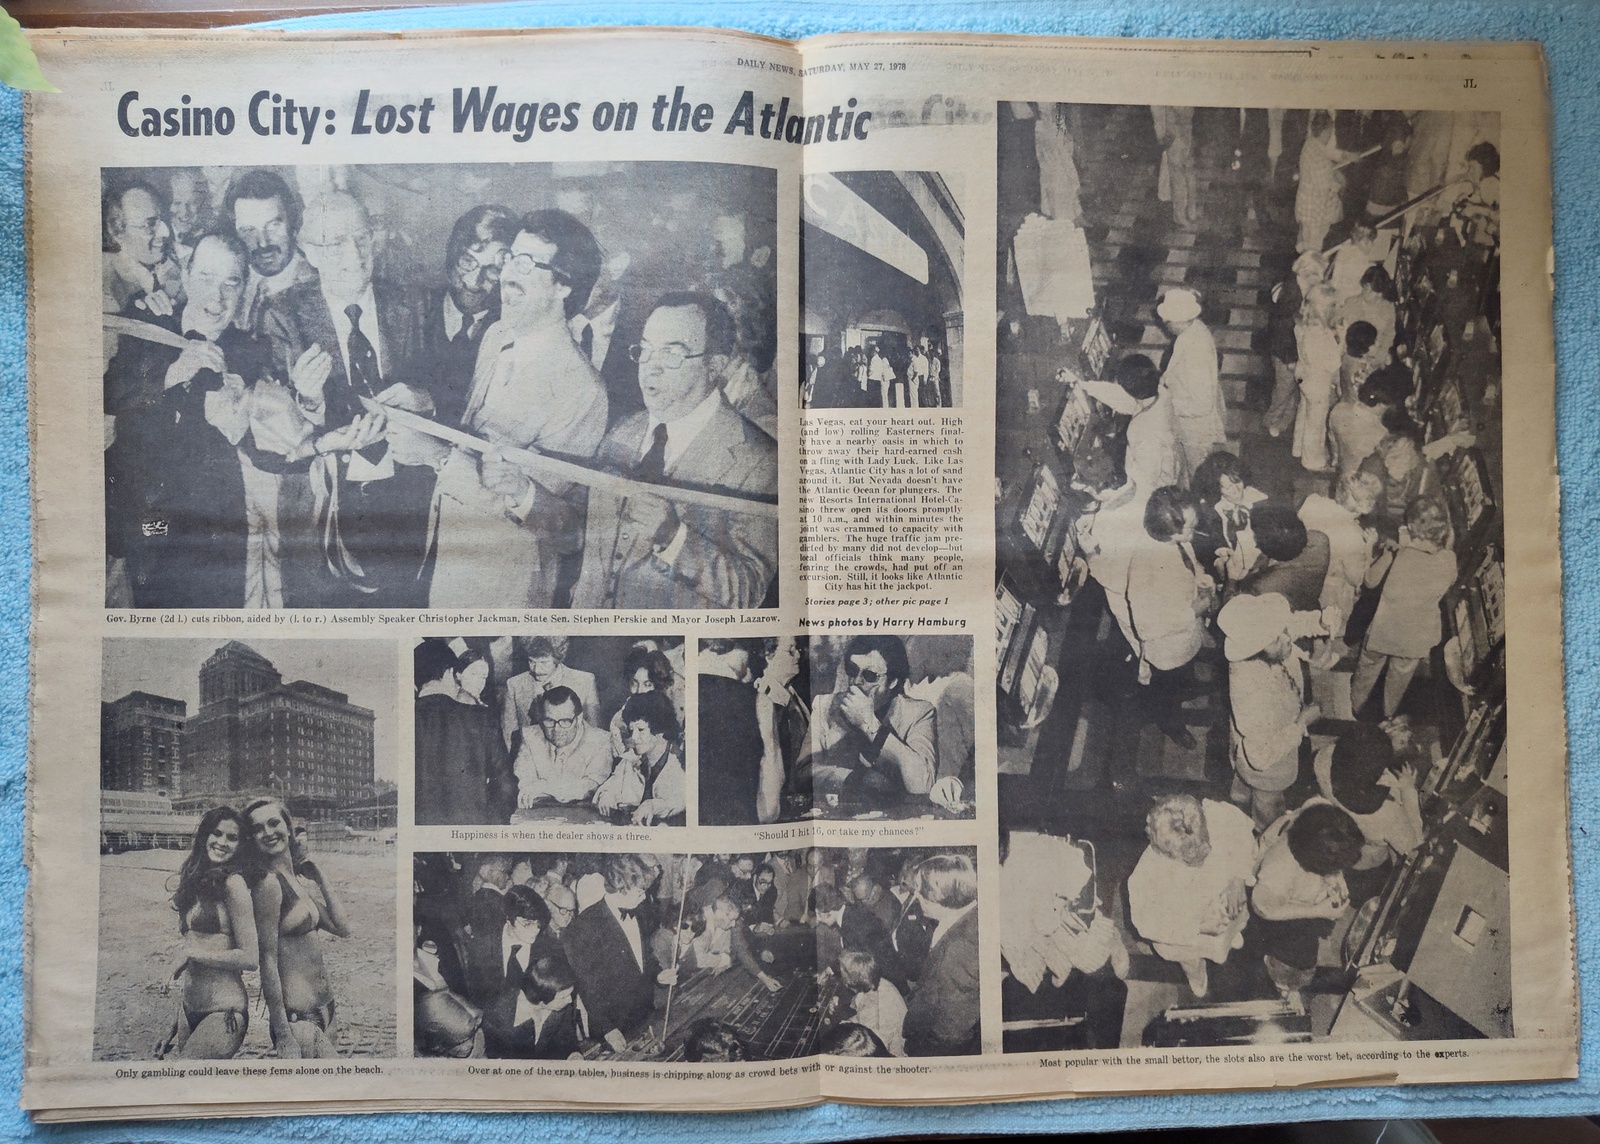 DAILY NEWS, SATURDAY, MAY 27, 1978
JL
Casino City: Lost Wages on the Atlantic
Gov. Byrne (2d l.) cuts ribbon, aided by (l. to r.) Assembly Speaker Christopher Jackman, State Sen. Stephen Perskie and Mayor Joseph Lazarow.
CA
Las Vegas, eat your heart out. High
(and low) rolling Easterners final-
ly have a nearby oasis in which to
throw away their hard-earned cash
on a fling with Lady Luck. Like Las
Vegas, Atlantic City has a lot of sand
around it. But Nevada doesn't have
the Atlantic Ocean for plungers. The
new Resorts International Hotel-Ca-
sino threw open its doors promptly
at 10 a.m., and within minutes the
joint was crammed to capacity with
gamblers. The huge traffic jam pre-
dicted by many did not develop—but
local officials think many people,
fearing the crowds, had put off an
excursion. Still, it looks like Atlantic
City has hit the jackpot.
Stories page 3; other pic page 1
News photos by Harry Hamburg
Happiness is when the dealer shows a three.
"Should I hit 16, or take my chances?"
Only gambling could leave these fems alone on the beach.
Over at one of the crap tables, business is chipping along as crowd bets with or against the shooter.
Most popular with the small bettor, the slots also are the worst bet, according to the experts.